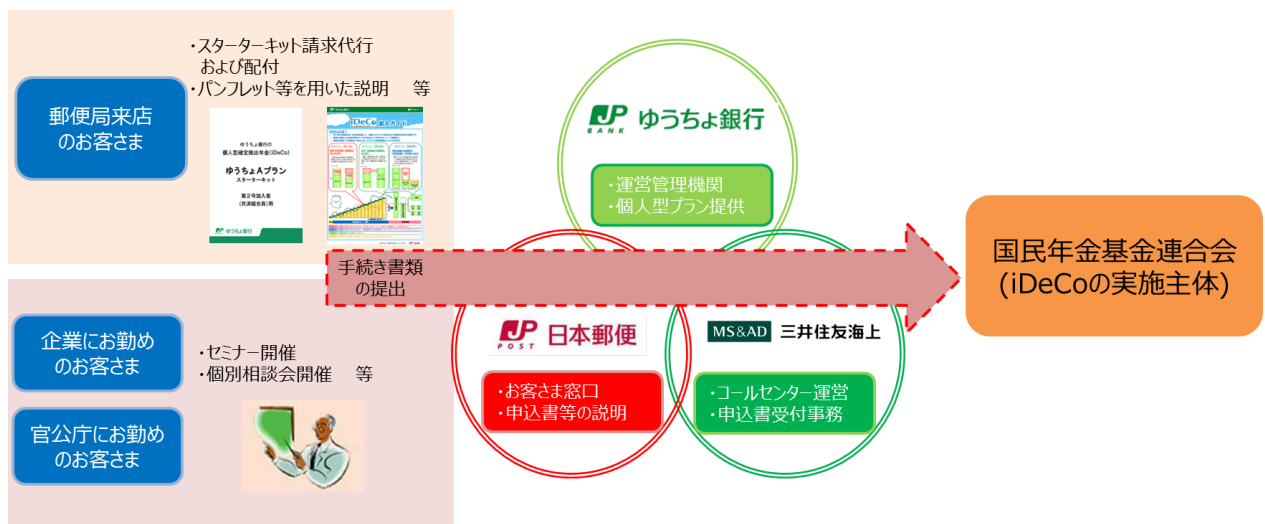 郵便局来店
のお客さま
・スターターキット請求代行
および配付
・パンフレット等を用いた説明　等
ゆうちょ銀行の
個人型確定拠出年金(iDeCo)
ゆうちょAプラン
スターターキット
第2号加入者
(共済組合員)用
JP ゆうちょ銀行
iDeCo 加入ガイド
企業にお勤め
のお客さま
官公庁にお勤め
のお客さま
・セミナー開催
・個別相談会開催　等
手続き書類
の提出
JP BANK ゆうちょ銀行
・運営管理機関
・個人型プラン提供
JP POST 日本郵便
・お客さま窓口
・申込書等の説明
MS&AD 三井住友海上
・コールセンター運営
・申込書受付事務
国民年金基金連合会
(iDeCoの実施主体)